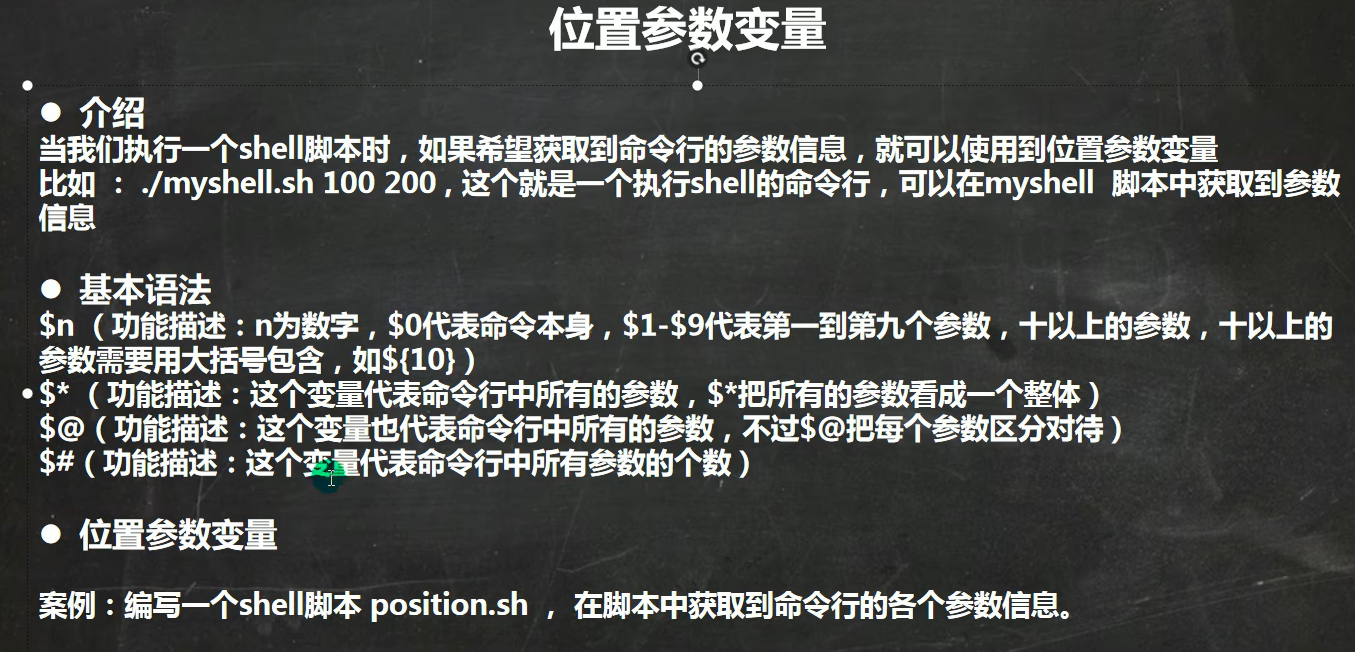 位置参数变量
● 介绍
当我们执行一个shell脚本时，如果希望获取到命令行的参数信息，就可以使用到位置参数变量
比如 ： ./myshell.sh 100 200 , 这个就是一个执行shell的命令行，可以在myshell 脚本中获取到参数
信息
● 基本语法
$n （功能描述：n为数字，$0代表命令本身，$1-$9代表第一到第九个参数，十以上的参数，十以上的
参数需要用大括号包含，如${10}）
$* （功能描述：这个变量代表命令行中所有的参数，$*把所有的参数看成一个整体）
$@（功能描述：这个变量也代表命令行中所有的参数，不过$@把每个参数区分对待）
$#（功能描述：这个变量代表命令行中所有参数的个数）
● 位置参数变量
案例：编写一个shell脚本 position.sh ， 在脚本中获取到命令行的各个参数信息。